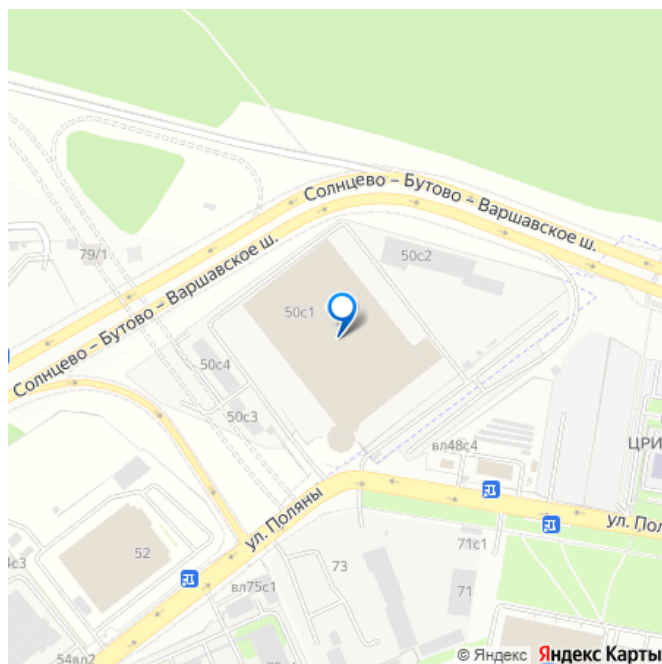 Солнцево – Бутово – Варшавское ш.
79/1
50с2
Солнцево – Бутово – Варшавское ш.
50с1
50с4
50с3
вл48с4
ЦРИ
ул. Поляны
ул. Пол
52
71с1
73
4с3
вл75с1
71
54вл2
© Яндекс Яндекс Карты